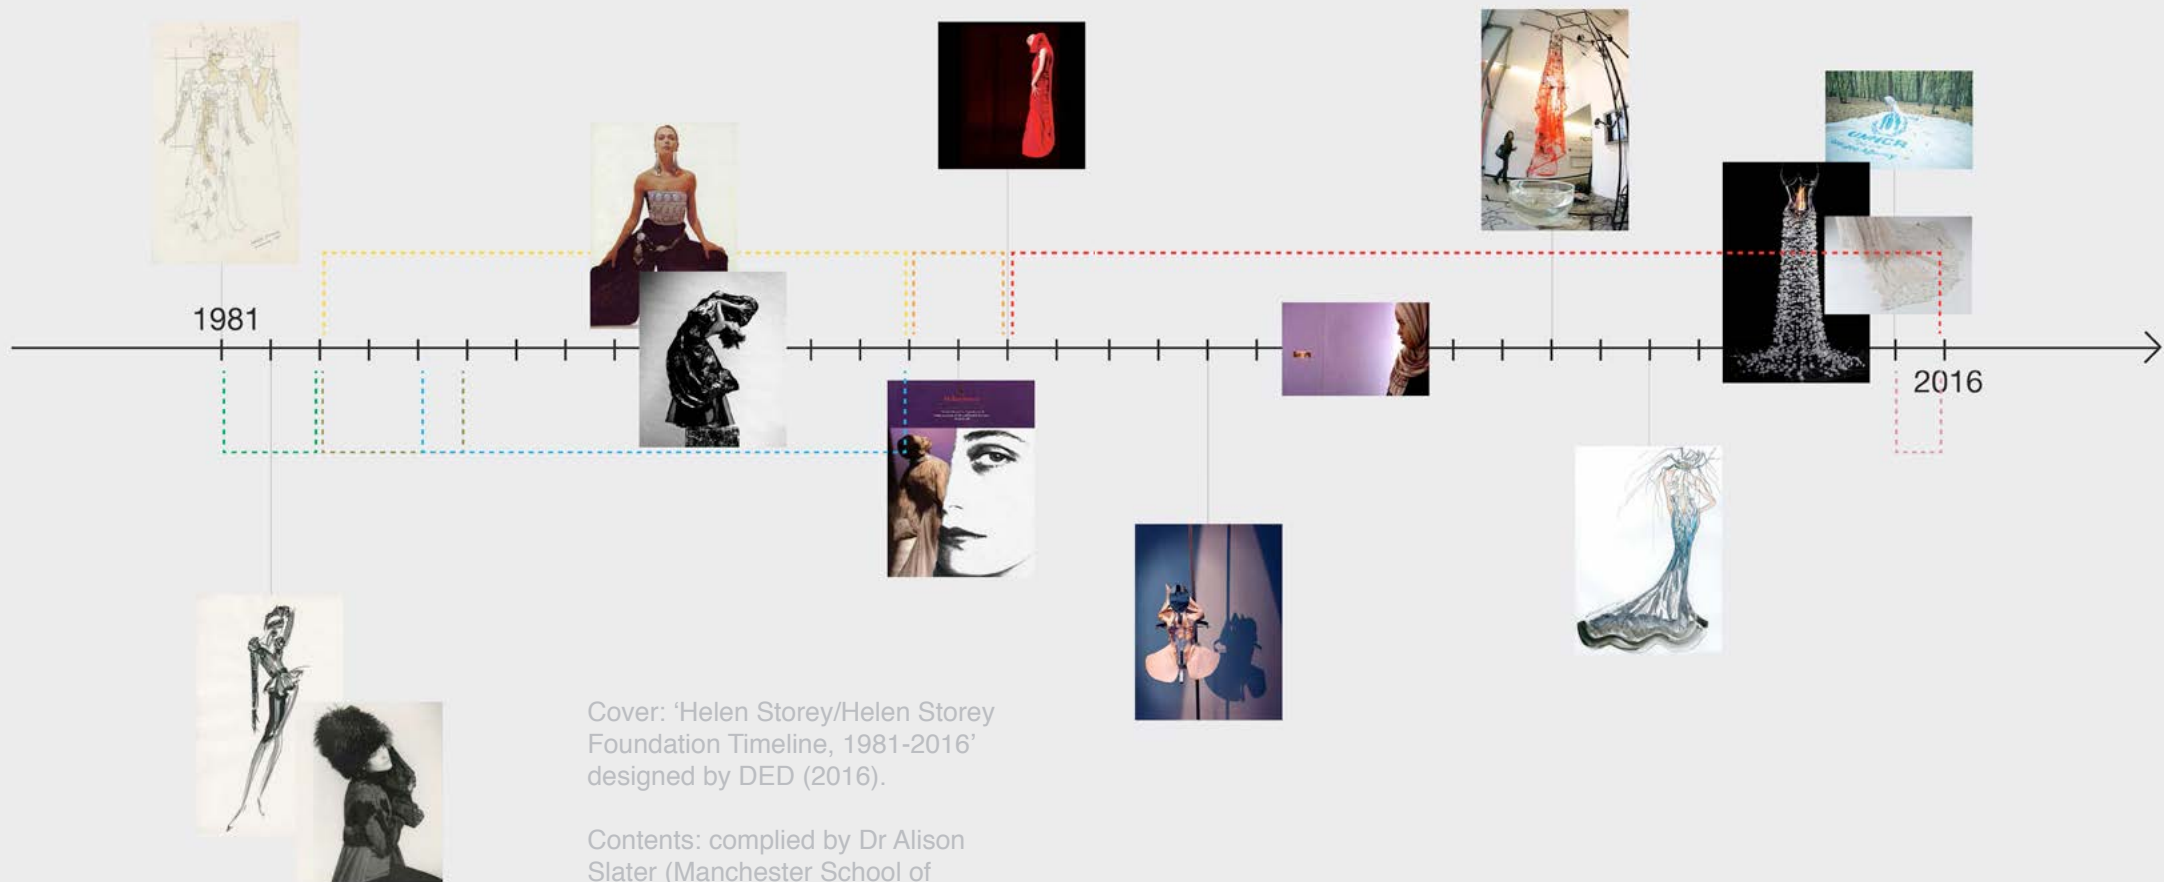 1981
UNHCR
2016
Cover: ‘Helen Storey/Helen Storey
Foundation Timeline, 1981-2016’
designed by DED (2016).
Contents: complied by Dr Alison
Slater (Manchester School of